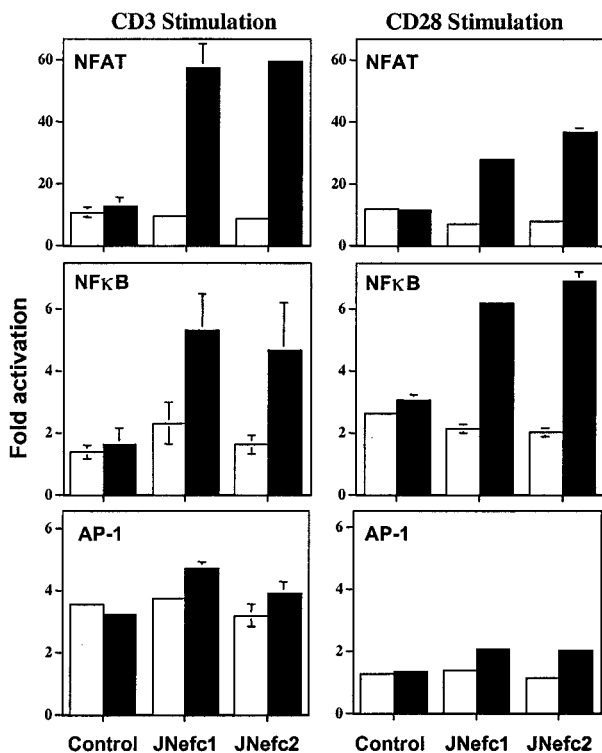 CD3 Stimulation
CD28 Stimulation
Fold activation
NFAT
60
40
20
0
NFAT
60
40
20
0
NFκB
6
4
2
0
NFκB
6
4
2
0
AP-1
6
4
2
0
AP-1
6
4
2
0
Control JNefc1 JNefc2
Control JNefc1 JNefc2